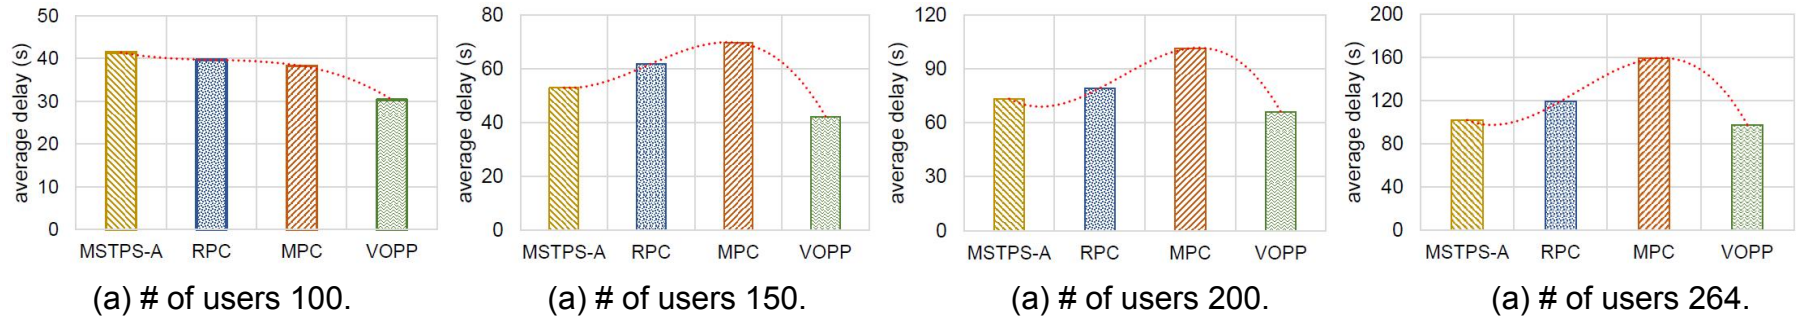 average delay (s)
50
40
30
20
10
0
MSTPS-A RPC MPC VOPP
(a) # of users 100.
average delay (s)
80
60
40
20
0
MSTPS-A RPC MPC VOPP
(a) # of users 150.
average delay (s)
120
90
60
30
0
MSTPS-A RPC MPC VOPP
(a) # of users 200.
average delay (s)
200
160
120
80
40
0
MSTPS-A RPC MPC VOPP
(a) # of users 264.